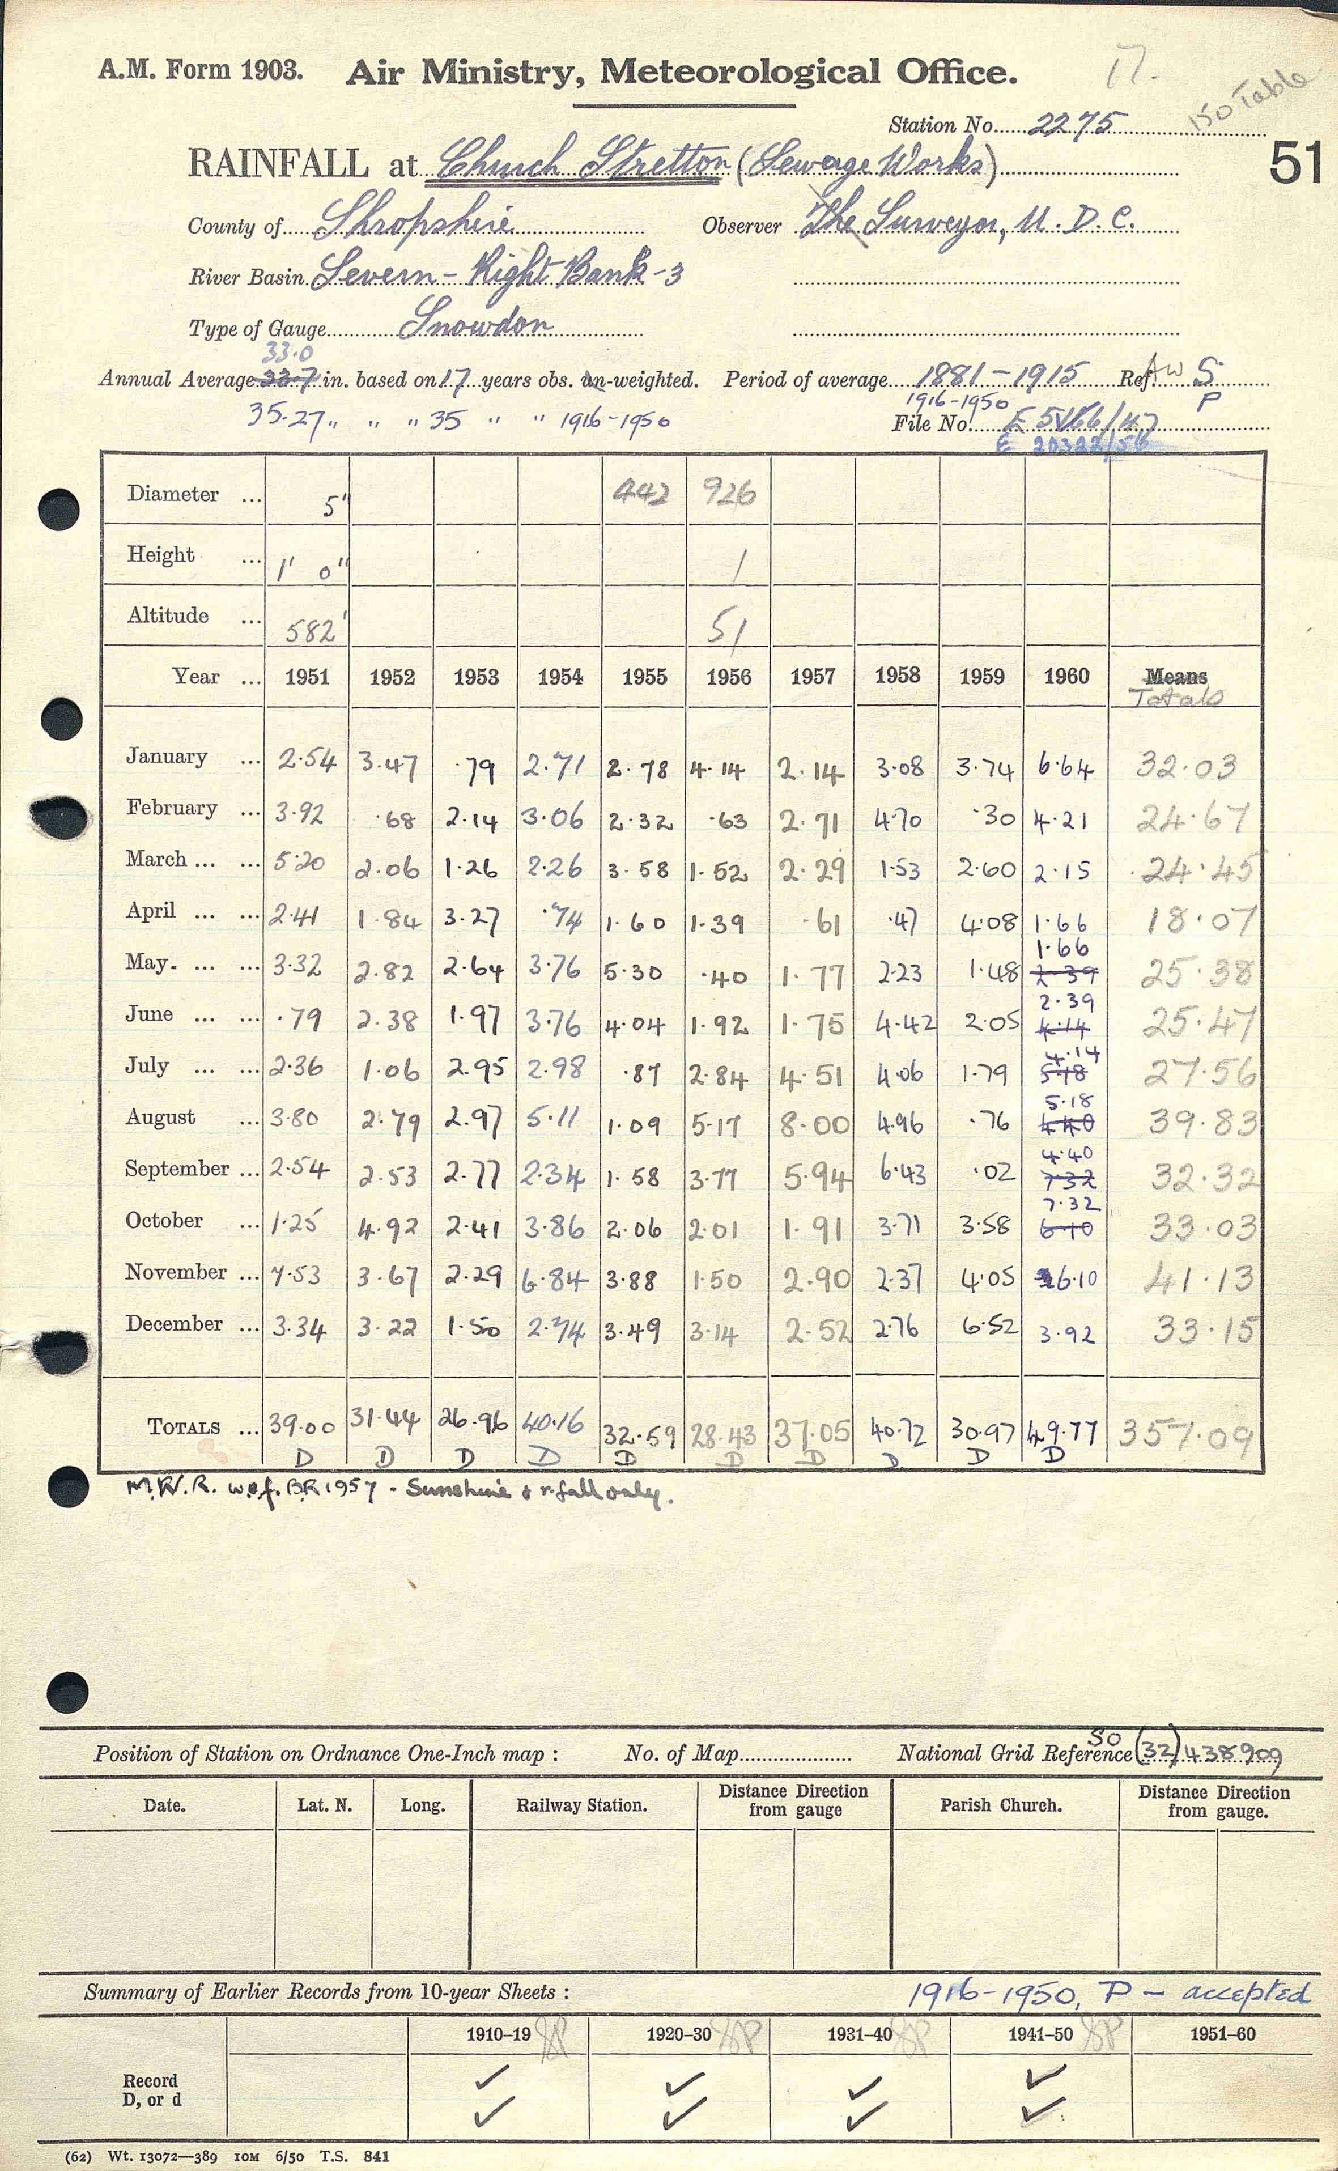 17.
A.M. Form 1903. Air Ministry, Meteorological Office.
150 Table
Station No. 2275
51
RAINFALL at Church Stretton (Sewage Works)
County of Shropshire Observer The Surveyor, U.D.C.
River Basin Severn - Right Bank - 3
Type of Gauge Snowdon
33.0
Annual Average 33.7 in. based on 17 years obs. un-weighted. Period of average 1881-1915 Ref AW S
1916-1950 P
35.27 " " " 35 " " 1916-1950 File No. E 5166/47
E 20322/56
Diameter ... 5" 442 926
Height ... 1' 0" 1
Altitude ... 582' 51
Year ... 1951 1952 1953 1954 1955 1956 1957 1958 1959 1960 Means
Totals
January ... 2.54 3.47 .79 2.71 2.78 4.14 2.14 3.08 3.74 6.64 32.03
February ... 3.92 .68 2.14 3.06 2.32 .63 2.71 4.70 .30 4.21 24.67
March ... ... 5.20 2.06 1.26 2.26 3.58 1.52 2.29 1.53 2.60 2.15 24.45
April ... ... 2.41 1.84 3.27 .74 1.60 1.39 .61 .47 4.08 1.66 18.07
1.66
May. ... ... 3.32 2.82 2.64 3.76 5.30 .40 1.77 2.23 1.48 2.39 25.38
2.39
June ... ... .79 2.38 1.97 3.76 4.04 1.92 1.75 4.42 2.05 4.14 25.47
4.14
July ... ... 2.36 1.06 2.95 2.98 .87 2.84 4.51 4.06 1.79 5.18 27.56
5.18
August ... 3.80 2.79 2.97 5.11 1.09 5.17 8.00 4.96 .76 4.40 39.83
4.40
September ... 2.54 2.53 2.77 2.34 1.58 3.77 5.94 6.43 .02 7.32 32.32
7.32
October ... 1.25 4.92 2.41 3.86 2.06 2.01 1.91 3.71 3.58 6.10 33.03
November ... 7.53 3.67 2.29 6.84 3.88 1.50 2.90 2.37 4.05 6.10 41.13
December ... 3.34 3.22 1.50 2.74 3.49 3.14 2.52 2.76 6.52 3.92 33.15
TOTALS ... 39.00 31.44 26.96 40.16 32.59 28.43 37.05 40.72 30.97 49.77 357.09
D D D D D D D D D D
M.W.R. w.e.f. BR 1957 - Sunshine & r.fall only.
Position of Station on Ordnance One-Inch map : No. of Map National Grid Reference SO (32) 438909
Date. Lat. N. Long. Railway Station. Distance Direction from gauge Parish Church. Distance Direction from gauge.
Summary of Earlier Records from 10-year Sheets : 1916-1950, P - accepted
1910-19 1920-30 1931-40 1941-50 1951-60
Record ✓ ✓ ✓ ✓
D, or d ✓ ✓ ✓ ✓
(62) Wt. 13072—389 10M 6/50 T.S. 841